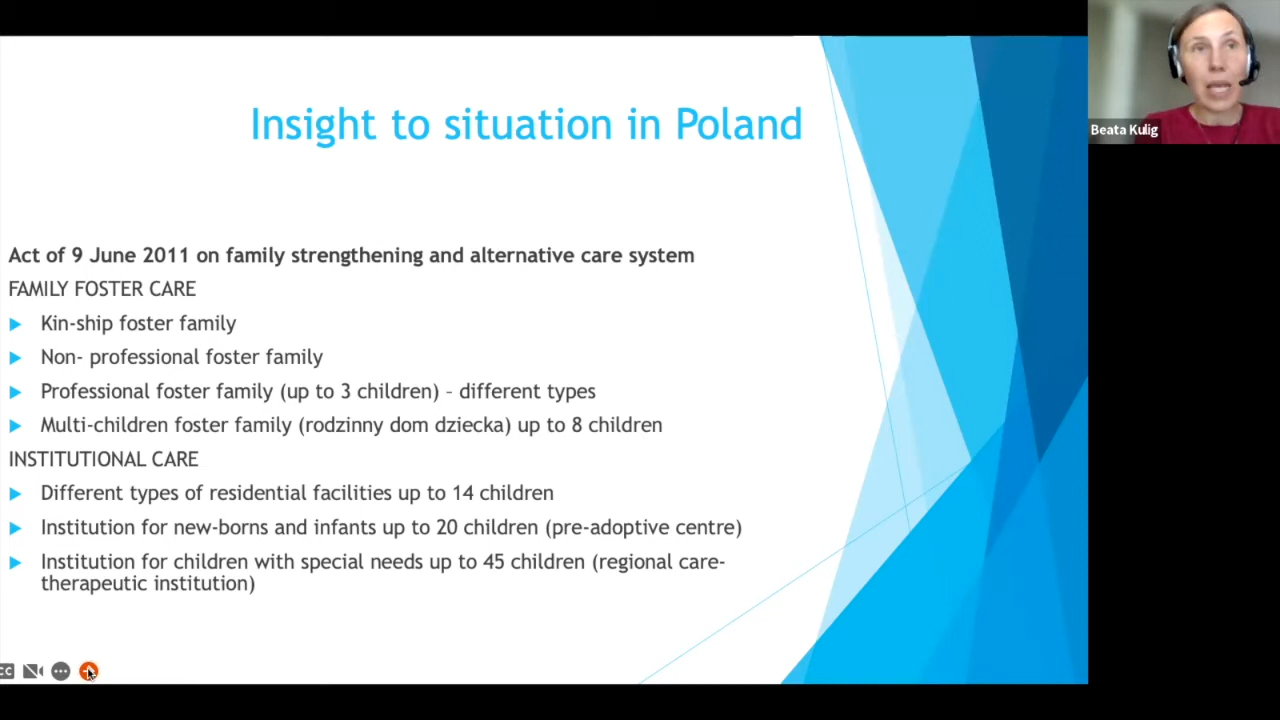 Insight to situation in Poland
Beata Kulig
Act of 9 June 2011 on family strengthening and alternative care system
FAMILY FOSTER CARE
Kin-ship foster family
Non- professional foster family
Professional foster family (up to 3 children) – different types
Multi-children foster family (rodzinny dom dziecka) up to 8 children
INSTITUTIONAL CARE
Different types of residential facilities up to 14 children
Institution for new-borns and infants up to 20 children (pre-adoptive centre)
Institution for children with special needs up to 45 children (regional care-
therapeutic institution)
CC